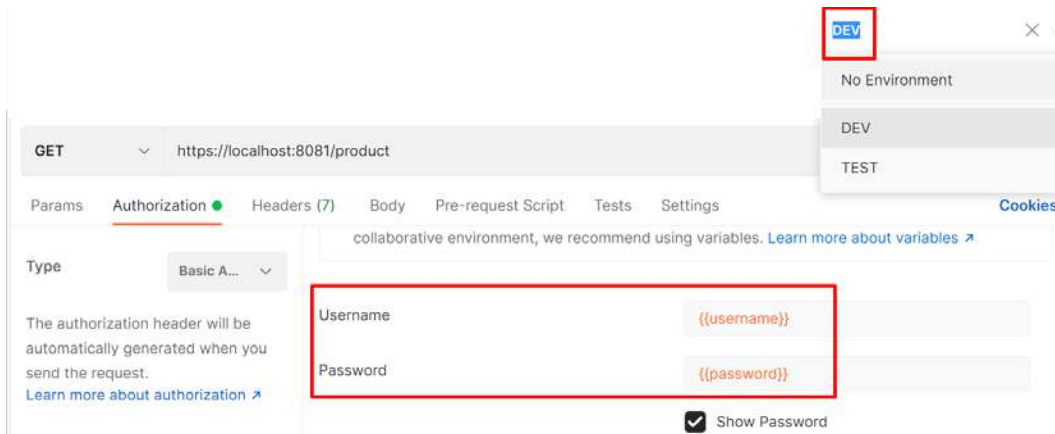 DEV
No Environment
DEV
TEST
GET https://localhost:8081/product
Params Authorization Headers (7) Body Pre-request Script Tests Settings Cookies
collaborative environment, we recommend using variables. Learn more about variables ↗
Type Basic A...
Username {{username}}
The authorization header will be
automatically generated when you
send the request.
Learn more about authorization ↗
Password {{password}}
Show Password